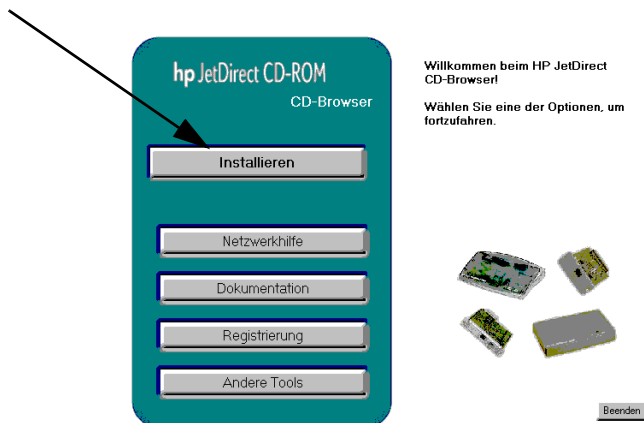 hp JetDirect CD-ROM
CD-Browser
Installieren
Netzwerkhilfe
Dokumentation
Registrierung
Andere Tools
Willkommen beim HP JetDirect
CD-Browser!
Wählen Sie eine der Optionen, um
fortzufahren.
Beenden